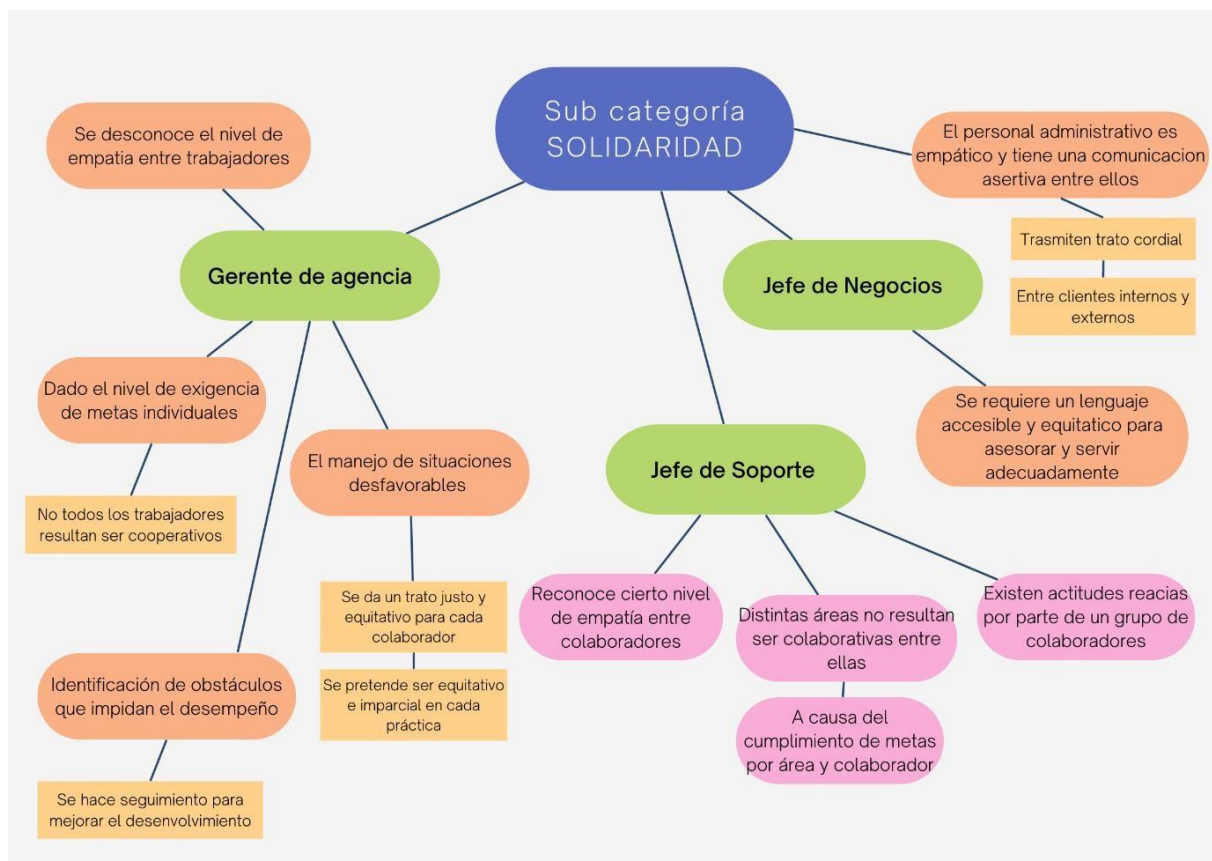 Sub categoría
SOLIDARIDAD
Se desconoce el nivel de
empatia entre trabajadores
Gerente de agencia
Dado el nivel de exigencia
de metas individuales
No todos los trabajadores
resultan ser cooperativos
El manejo de situaciones
desfavorables
Se da un trato justo y
equitativo para cada
colaborador
Se pretende ser equitativo
e imparcial en cada
práctica
Identificación de obstáculos
que impidan el desempeño
Se hace seguimiento para
mejorar el desenvolvimiento
El personal administrativo es
empático y tiene una comunicacion
asertiva entre ellos
Trasmiten trato cordial
Entre clientes internos y
externos
Jefe de Negocios
Se requiere un lenguaje
accesible y equitatico para
asesorar y servir
adecuadamente
Jefe de Soporte
Reconoce cierto nivel
de empatía entre
colaboradores
Distintas áreas no resultan
ser colaborativas entre
ellas
A causa del
cumplimiento de metas
por área y colaborador
Existen actitudes reacias
por parte de un grupo de
colaboradores